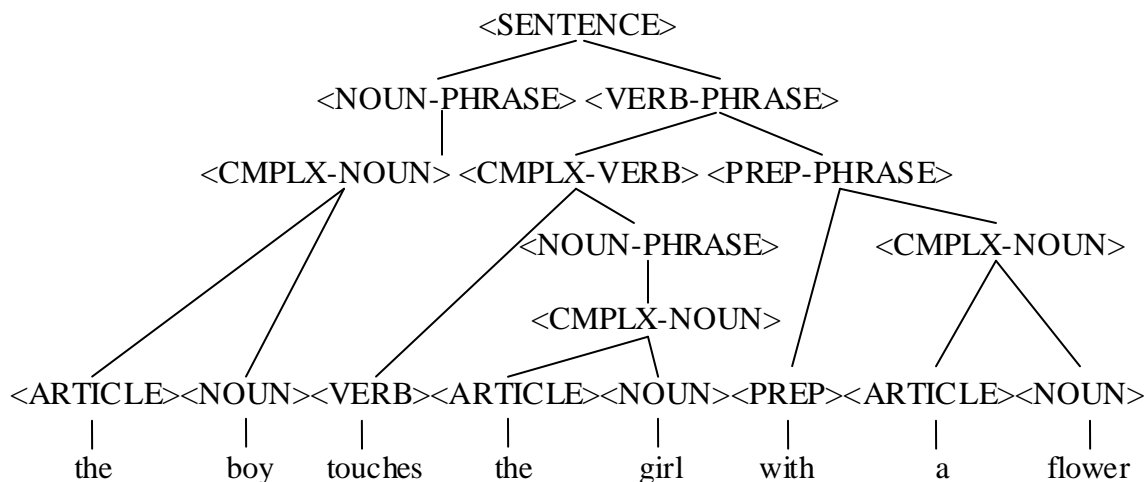 <SENTENCE>
<NOUN-PHRASE> <VERB-PHRASE>
<CMPLX-NOUN> <CMPLX-VERB> <PREP-PHRASE>
<NOUN-PHRASE> <CMPLX-NOUN>
<CMPLX-NOUN>
<ARTICLE><NOUN><VERB><ARTICLE><NOUN><PREP><ARTICLE><NOUN>
the boy touches the girl with a flower